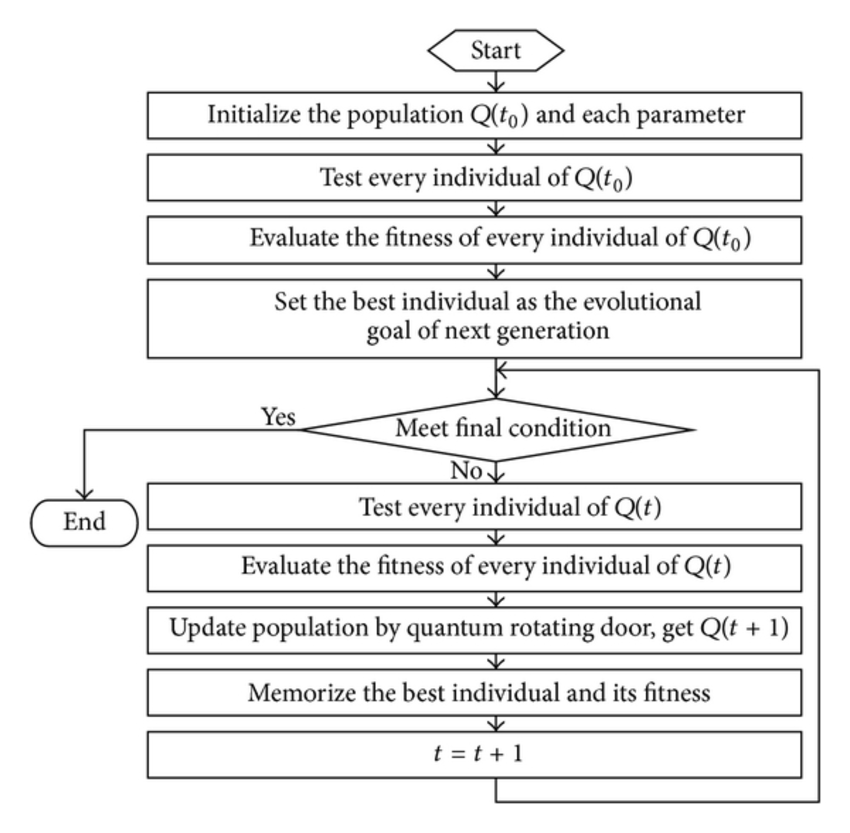 Start
Initialize the population Q(t₀) and each parameter
Test every individual of Q(t₀)
Evaluate the fitness of every individual of Q(t₀)
Set the best individual as the evolutional
goal of next generation
Yes
Meet final condition
No
End
Test every individual of Q(t)
Evaluate the fitness of every individual of Q(t)
Update population by quantum rotating door, get Q(t + 1)
Memorize the best individual and its fitness
t = t + 1